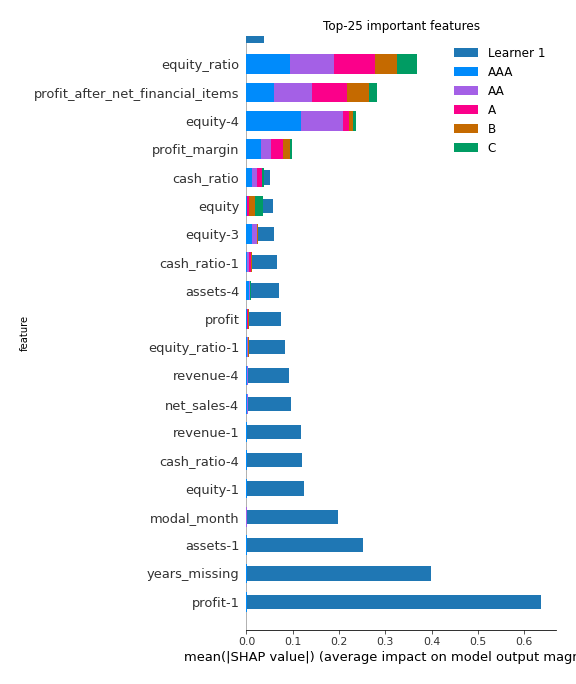 Top-25 important features
Learner 1
AAA
AA
A
B
C
equity_ratio
profit_after_net_financial_items
equity-4
profit_margin
cash_ratio
equity
equity-3
cash_ratio-1
assets-4
profit
equity_ratio-1
revenue-4
net_sales-4
revenue-1
cash_ratio-4
equity-1
modal_month
assets-1
years_missing
profit-1
feature
0.0 0.1 0.2 0.3 0.4 0.5 0.6
mean(|SHAP value|) (average impact on model output magn